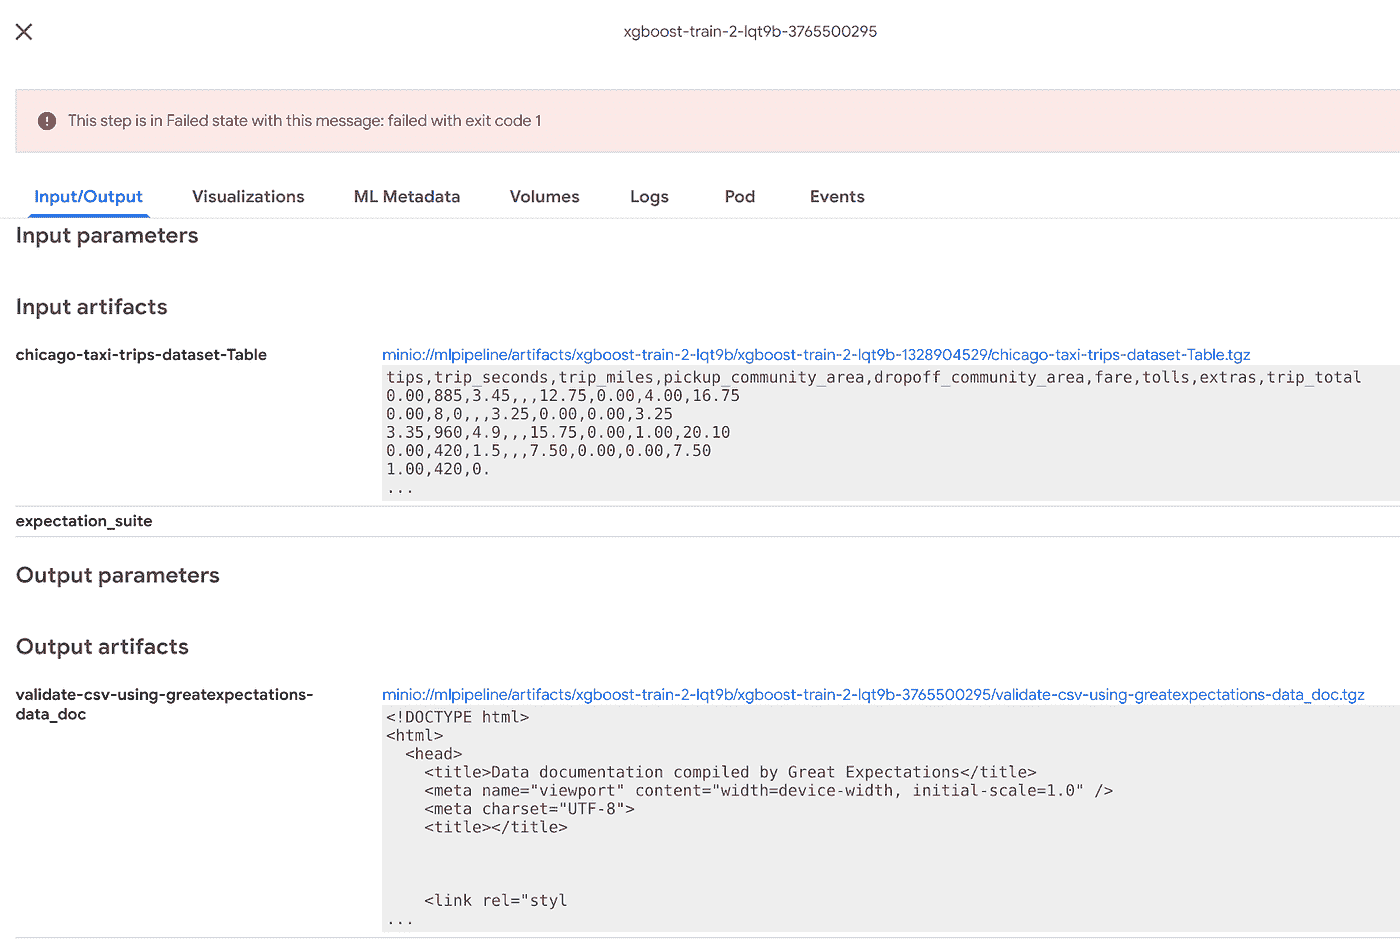 xgboost-train-2-lqt9b-3765500295
This step is in Failed state with this message: failed with exit code 1
Input/Output Visualizations ML Metadata Volumes Logs Pod Events
Input parameters
Input artifacts
chicago-taxi-trips-dataset-Table
minio://mlpipeline/artifacts/xgboost-train-2-lqt9b/xgboost-train-2-lqt9b-1328904529/chicago-taxi-trips-dataset-Table.tgz
tips,trip_seconds,trip_miles,pickup_community_area,dropoff_community_area,fare,tolls,extras,trip_total
0.00,885,3.45,,,12.75,0.00,4.00,16.75
0.00,8,0,,,3.25,0.00,0.00,3.25
3.35,960,4.9,,,15.75,0.00,1.00,20.10
0.00,420,1.5,,,7.50,0.00,0.00,7.50
1.00,420,0.
...
expectation_suite
Output parameters
Output artifacts
validate-csv-using-greatexpectations-
data_doc
minio://mlpipeline/artifacts/xgboost-train-2-lqt9b/xgboost-train-2-lqt9b-3765500295/validate-csv-using-greatexpectations-data_doc.tgz
<!DOCTYPE html>
<html>
<head>
<title>Data documentation compiled by Great Expectations</title>
<meta name="viewport" content="width=device-width, initial-scale=1.0" />
<meta charset="UTF-8">
<title></title>
<link rel="styl
...